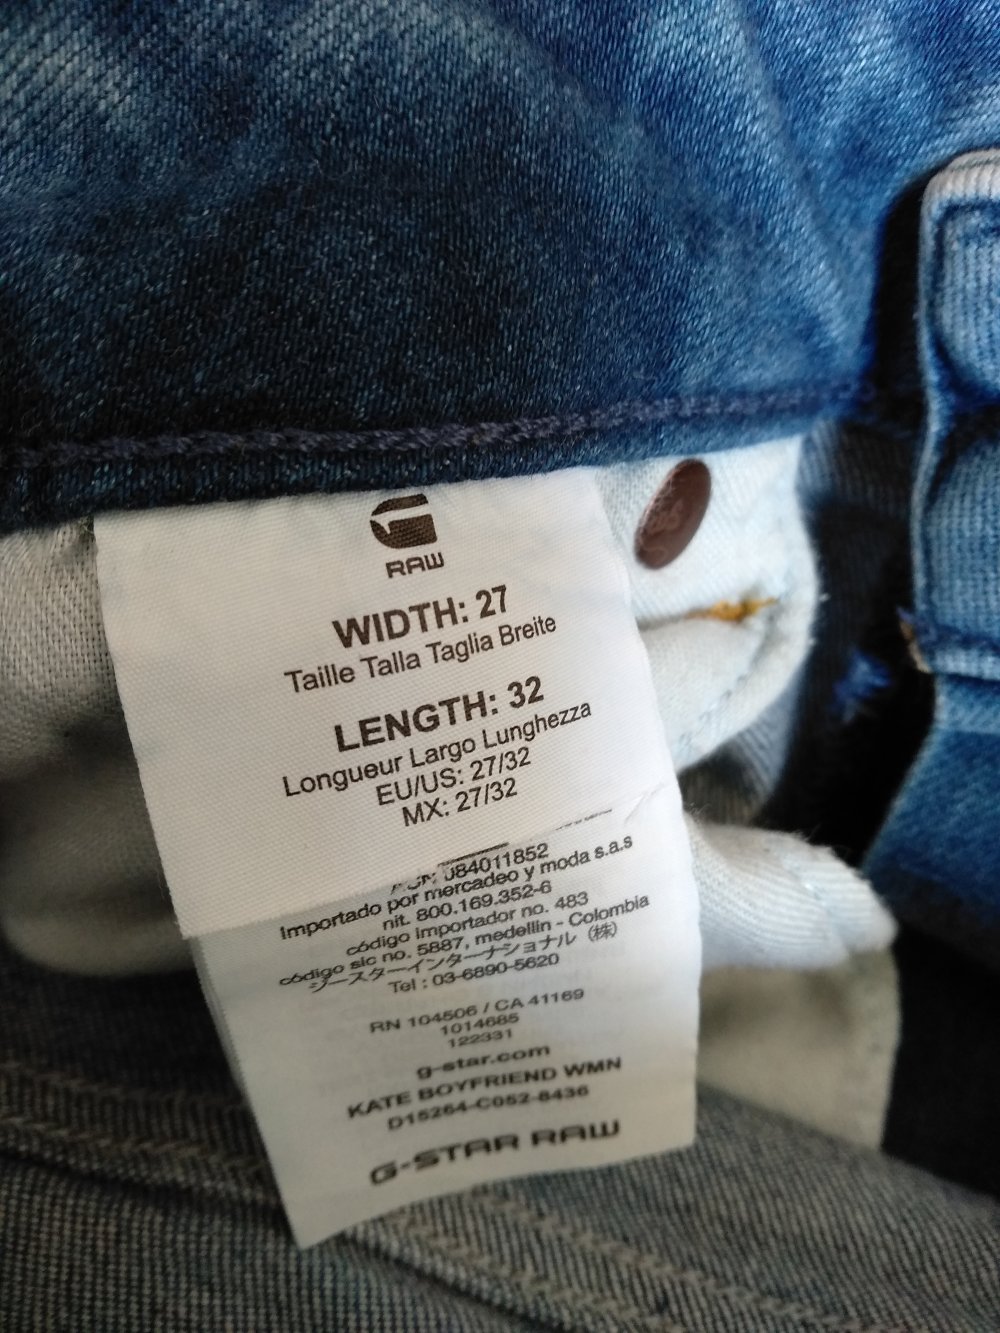 RAW
WIDTH: 27
Taille Talla Taglia Breite
LENGTH: 32
Longueur Largo Lunghezza
EU/US: 27/32
MX: 27/32
084011852
Importado por mercadeo y moda s.a.s
nit. 800.169.352-6
código importador no. 483
código sic no. 5887, medellin - Colombia
ジースターインターナショナル（株）
Tel : 03-6890-5620
RN 104506 / CA 41169
1014685
122331
g-star.com
KATE BOYFRIEND WMN
D15264-C052-8436
G-STAR RAW